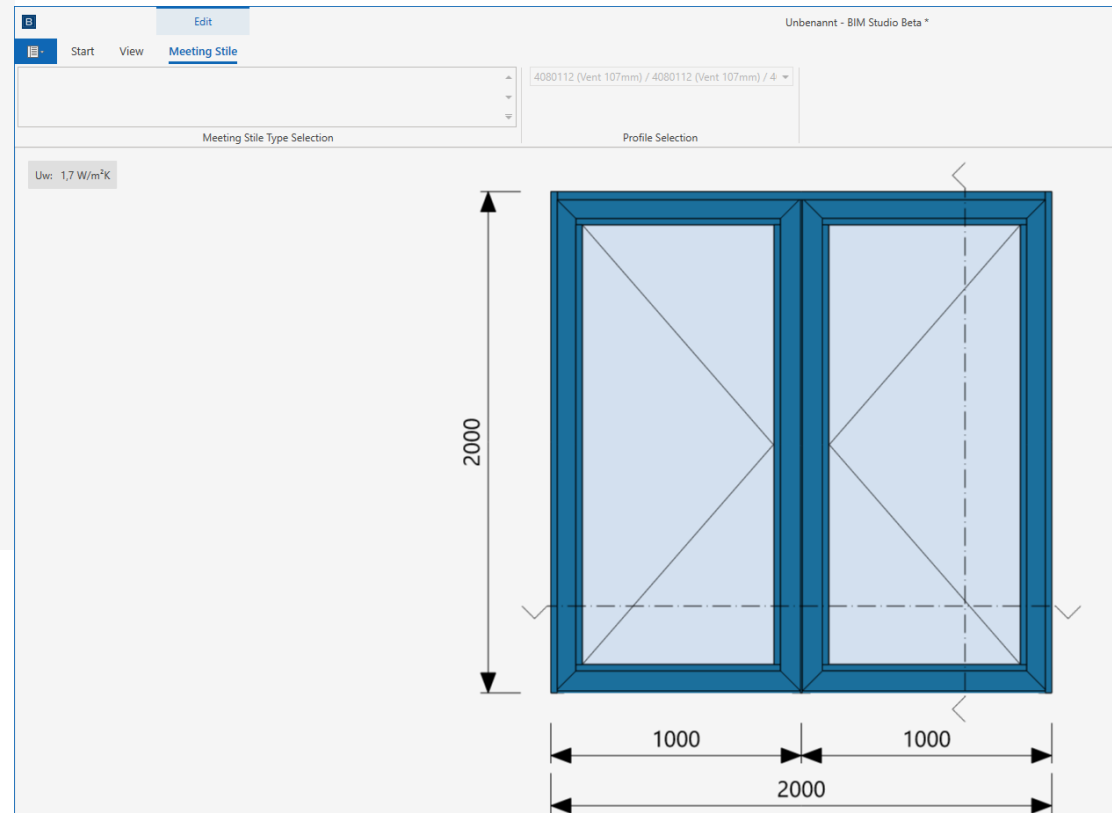 B
Edit
Unbenannt - BIM Studio Beta *
Start View Meeting Stile
4080112 (Vent 107mm) / 4080112 (Vent 107mm) / 4
Meeting Stile Type Selection
Profile Selection
Uw: 1,7 W/m²K
2000
1000
1000
2000